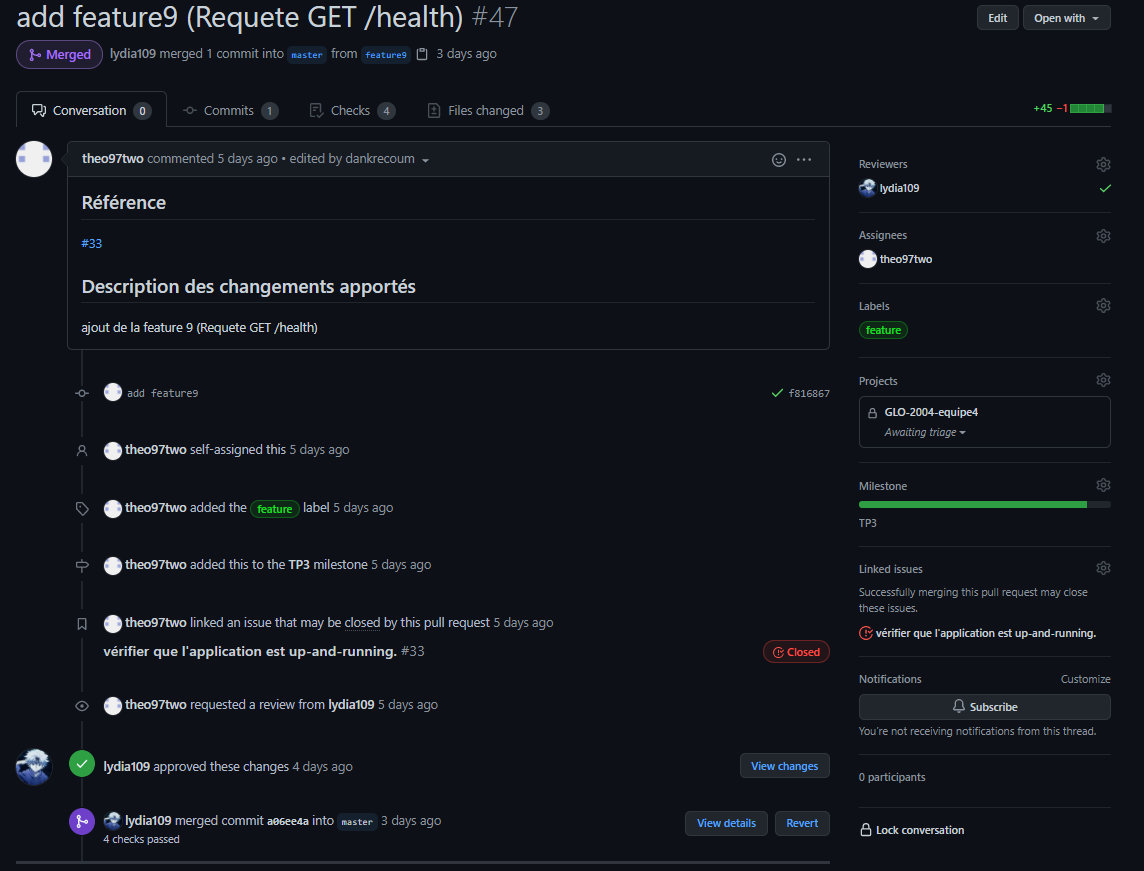 add feature9 (Requete GET /health) #47
Edit
Open with
Merged
lydia109 merged 1 commit into master from feature9 3 days ago
Conversation 0
Commits 1
Checks 4
Files changed 3
+45 −1
theo97two commented 5 days ago • edited by dankrecoum
Référence
#33
Description des changements apportés
ajout de la feature 9 (Requete GET /health)
add feature9
f816867
theo97two self-assigned this 5 days ago
theo97two added the feature label 5 days ago
theo97two added this to the TP3 milestone 5 days ago
theo97two linked an issue that may be closed by this pull request 5 days ago
vérifier que l'application est up-and-running. #33
Closed
theo97two requested a review from lydia109 5 days ago
lydia109 approved these changes 4 days ago
View changes
lydia109 merged commit a06ee4a into master 3 days ago
4 checks passed
View details
Revert
Reviewers
lydia109
Assignees
theo97two
Labels
feature
Projects
GLO-2004-equipe4
Awaiting triage
Milestone
TP3
Linked issues
Successfully merging this pull request may close
these issues.
vérifier que l'application est up-and-running.
Notifications
Customize
Subscribe
You're not receiving notifications from this thread.
0 participants
Lock conversation